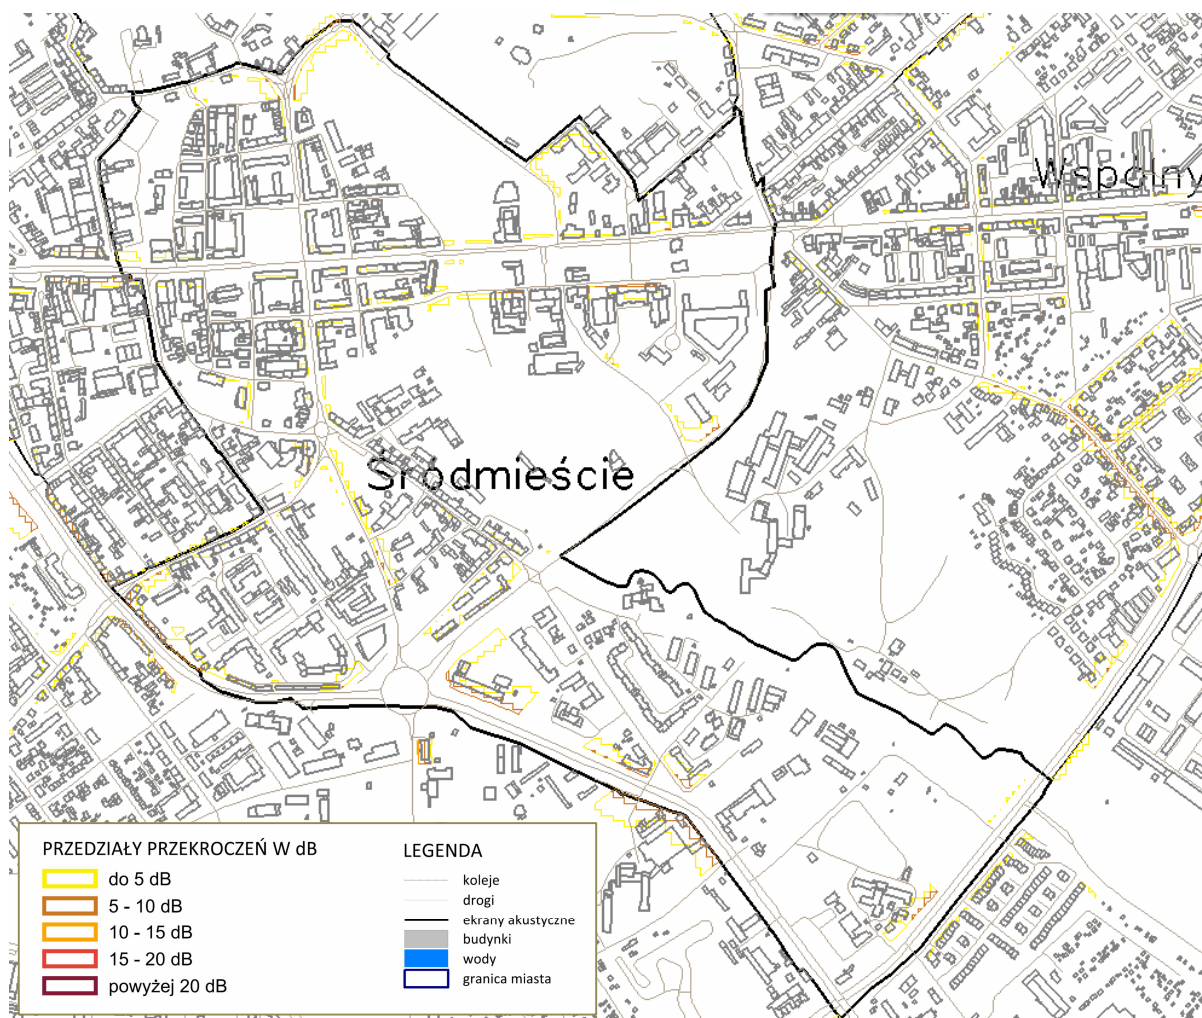 Wspólny
Śródmieście
PRZEDZIAŁY PRZEKROCZEŃ W dB
do 5 dB
5 - 10 dB
10 - 15 dB
15 - 20 dB
powyżej 20 dB
LEGENDA
koleje
drogi
ekrany akustyczne
budynki
wody
granica miasta